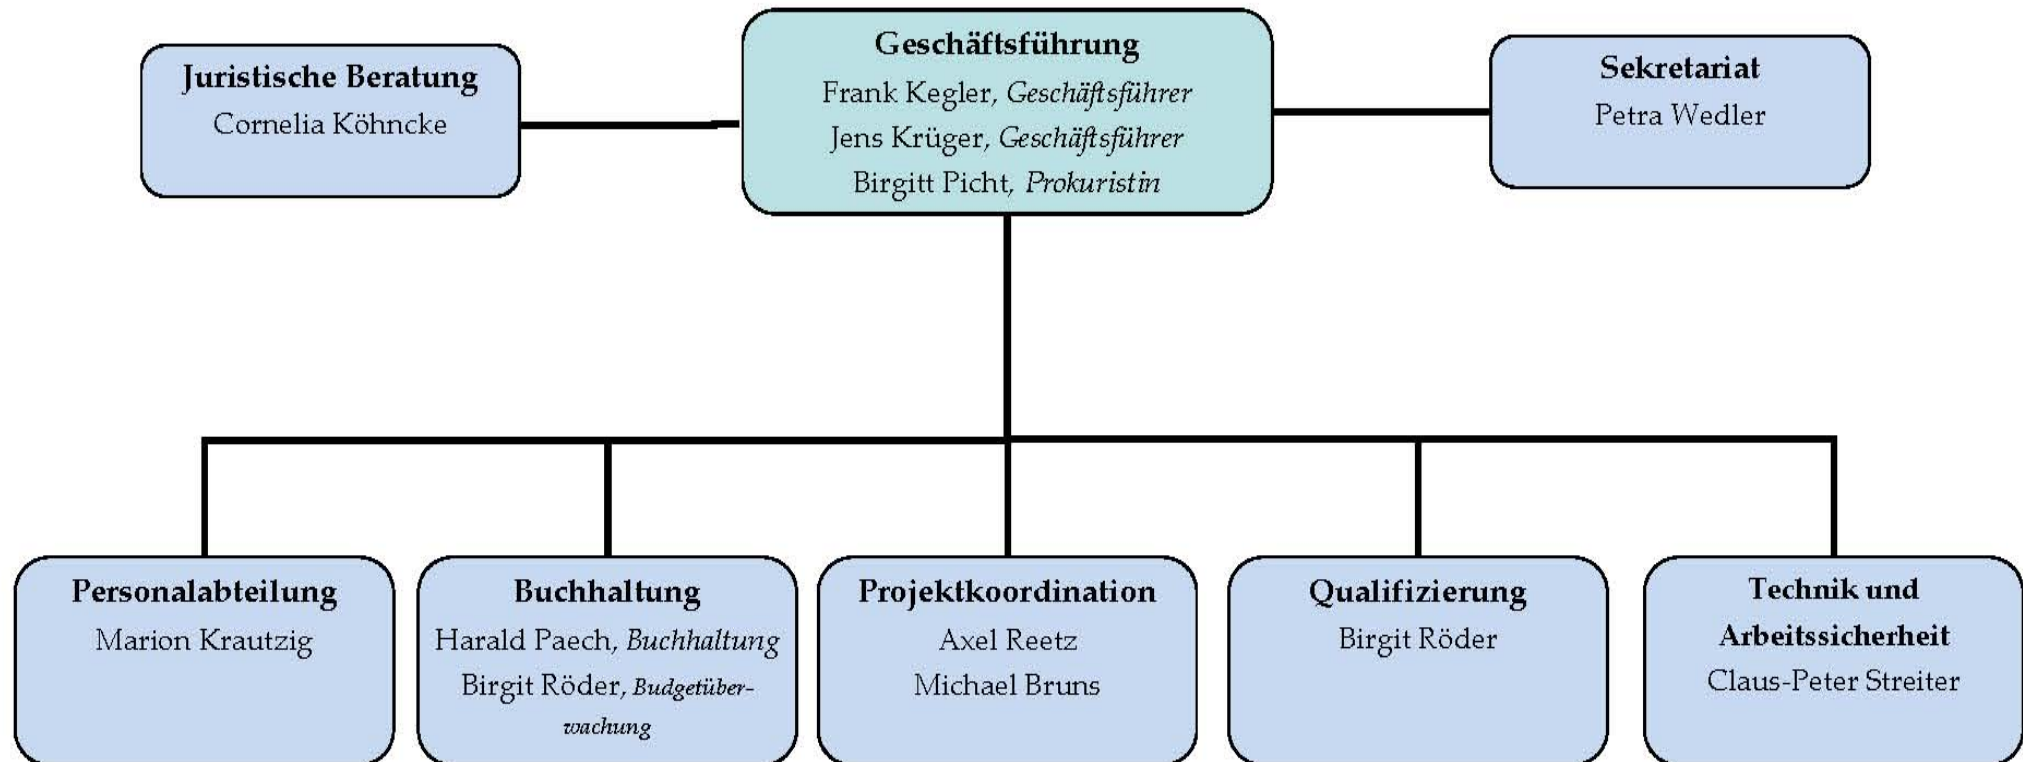 Juristische Beratung
Cornelia Köhncke
Geschäftsführung
Frank Kegler, Geschäftsführer
Jens Krüger, Geschäftsführer
Birgitt Picht, Prokuristin
Sekretariat
Petra Wedler
Personalabteilung
Marion Krautzig
Buchhaltung
Harald Paech, Buchhaltung
Birgit Röder, Budgetüber-
wachung
Projektkoordination
Axel Reetz
Michael Bruns
Qualifizierung
Birgit Röder
Technik und
Arbeitssicherheit
Claus-Peter Streiter